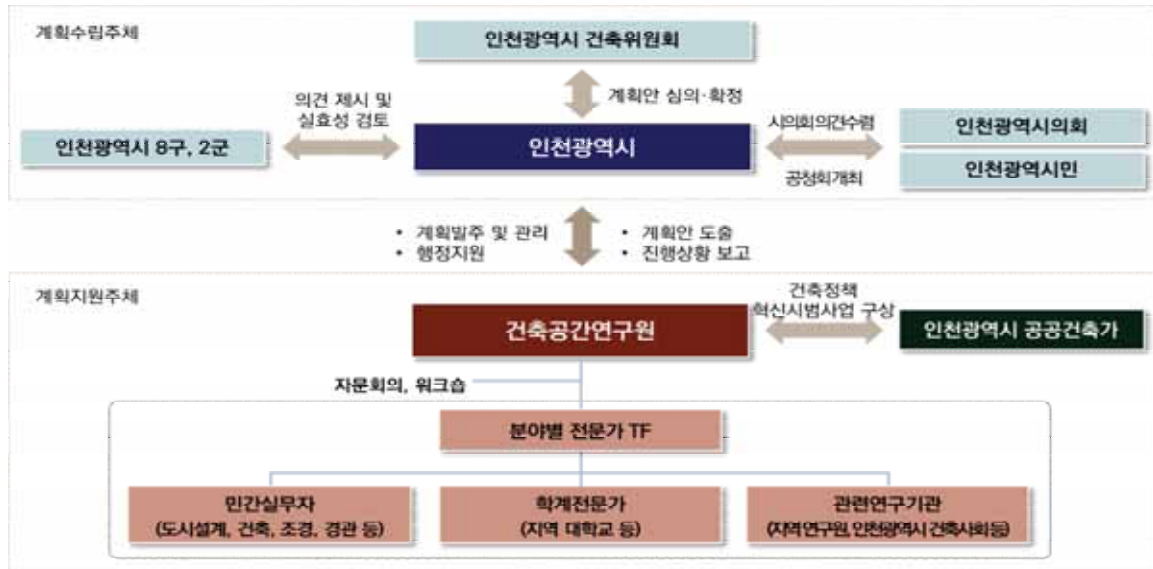 계획수립주체
인천광역시 건축위원회
계획안 심의·확정
의견 제시 및
실효성 검토
시의회의견수렴
인천광역시 8구, 2군
인천광역시
인천광역시의회
공청회개최
인천광역시민
• 계획발주 및 관리
• 행정지원
• 계획안 도출
• 진행상황 보고
계획지원주체
건축정책
혁신시범사업 구상
건축공간연구원
인천광역시 공공건축가
자문회의, 워크숍
분야별 전문가 TF
민간실무자
(도시설계, 건축, 조경, 경관 등)
학계전문가
(지역 대학교 등)
관련연구기관
(지역연구원,인천광역시 건축사회등)